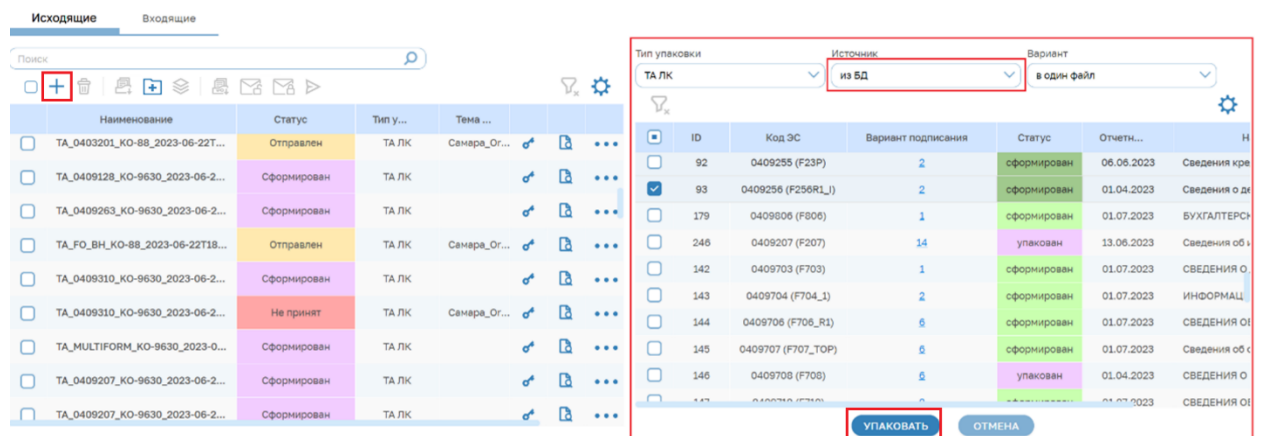 Исходящие Входящие
Поиск
Наименование Статус Тип у... Тема ...
TA_0403201_KO-88_2023-06-22T... Отправлен ТА ЛК Самара_Ог...
TA_0409128_KO-9630_2023-06-2... Сформирован ТА ЛК
TA_0409263_KO-9630_2023-06-2... Сформирован ТА ЛК
TA_FO_BH_KO-88_2023-06-22T18... Отправлен ТА ЛК Самара_Ог...
TA_0409310_KO-9630_2023-06-2... Сформирован ТА ЛК
TA_0409310_KO-9630_2023-06-2... Не принят ТА ЛК Самара_Ог...
TA_MULTIFORM_KO-9630_2023-0... Сформирован ТА ЛК
TA_0409207_KO-9630_2023-06-2... Сформирован ТА ЛК
TA_0409207_KO-9630_2023-06-2... Сформирован ТА ЛК
Тип упаковки Источник Вариант
ТА ЛК из БД в один файл
ID Код ЭС Вариант подписания Статус Отчетн... Н
92 0409255 (F23P) 2 сформирован 06.06.2023 Сведения кре
93 0409256 (F256R1_I) 2 сформирован 01.04.2023 Сведения о де
179 0409806 (F806) 1 сформирован 01.07.2023 БУХГАЛТЕРСК
246 0409207 (F207) 14 упакован 13.06.2023 Сведения об и
142 0409703 (F703) 1 сформирован 01.07.2023 СВЕДЕНИЯ О
143 0409704 (F704_1) 2 сформирован 01.07.2023 ИНФОРМАЦ
144 0409706 (F706_R1) 6 сформирован 01.07.2023 СВЕДЕНИЯ ОБ
145 0409707 (F707_TOP) 6 сформирован 01.07.2023 Сведения об о
146 0409708 (F708) 6 упакован 01.04.2023 СВЕДЕНИЯ О
СВЕДЕНИЯ ОБ
УПАКОВАТЬ ОТМЕНА